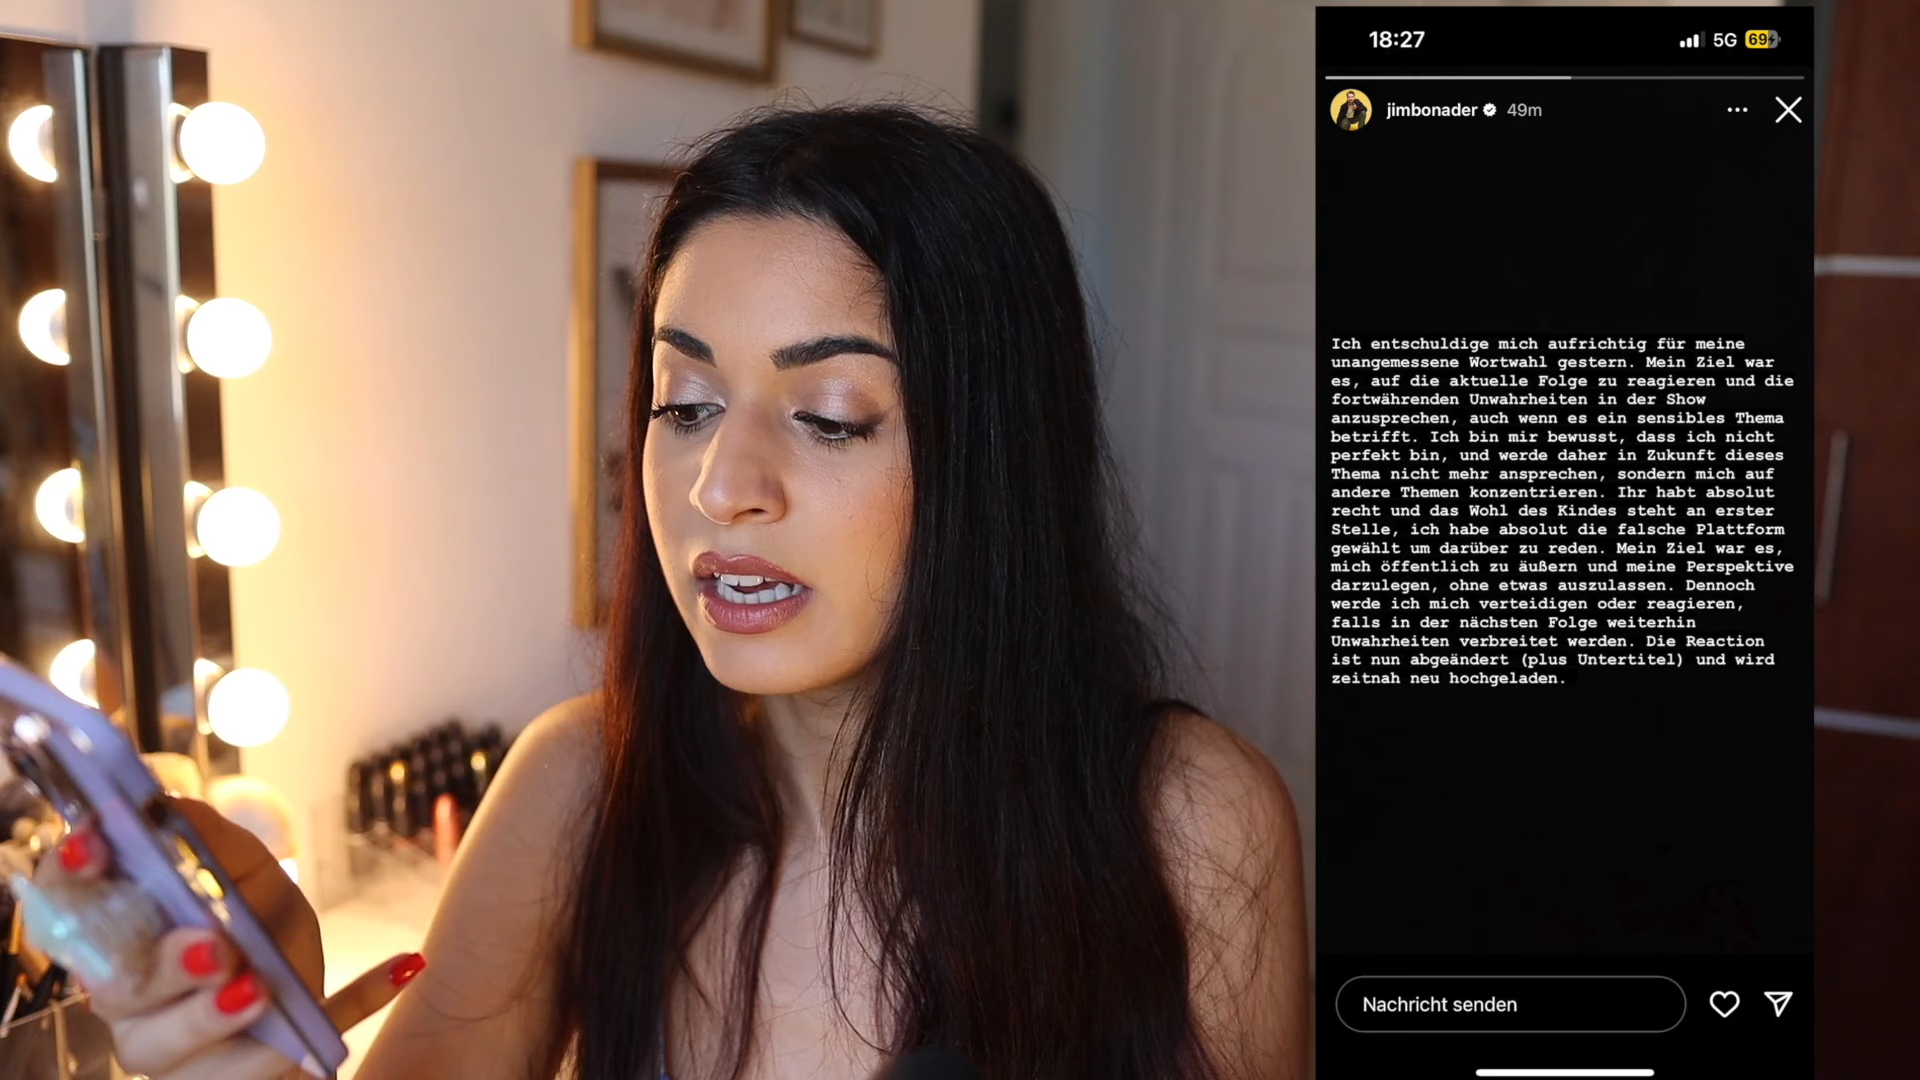 18:27
5G 69
jimbonader 49m
Ich entschuldige mich aufrichtig für meine
unangemessene Wortwahl gestern. Mein Ziel war
es, auf die aktuelle Folge zu reagieren und die
fortwährenden Unwahrheiten in der Show
anzusprechen, auch wenn es ein sensibles Thema
betrifft. Ich bin mir bewusst, dass ich nicht
perfekt bin, und werde daher in Zukunft dieses
Thema nicht mehr ansprechen, sondern mich auf
andere Themen konzentrieren. Ihr habt absolut
recht und das Wohl des Kindes steht an erster
Stelle, ich habe absolut die falsche Plattform
gewählt um darüber zu reden. Mein Ziel war es,
mich öffentlich zu äußern und meine Perspektive
darzulegen, ohne etwas auszulassen. Dennoch
werde ich mich verteidigen oder reagieren,
falls in der nächsten Folge weiterhin
Unwahrheiten verbreitet werden. Die Reaction
ist nun abgeändert (plus Untertitel) und wird
zeitnah neu hochgeladen.
Nachricht senden